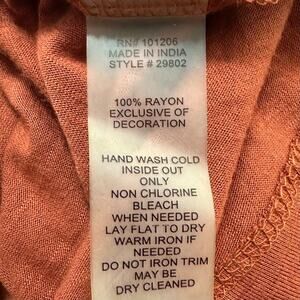 RN# 101206
MADE IN INDIA
STYLE # 29802
100% RAYON
EXCLUSIVE OF
DECORATION
HAND WASH COLD
INSIDE OUT
ONLY
NON CHLORINE
BLEACH
WHEN NEEDED
LAY FLAT TO DRY
WARM IRON IF
NEEDED
DO NOT IRON TRIM
MAY BE
DRY CLEANED